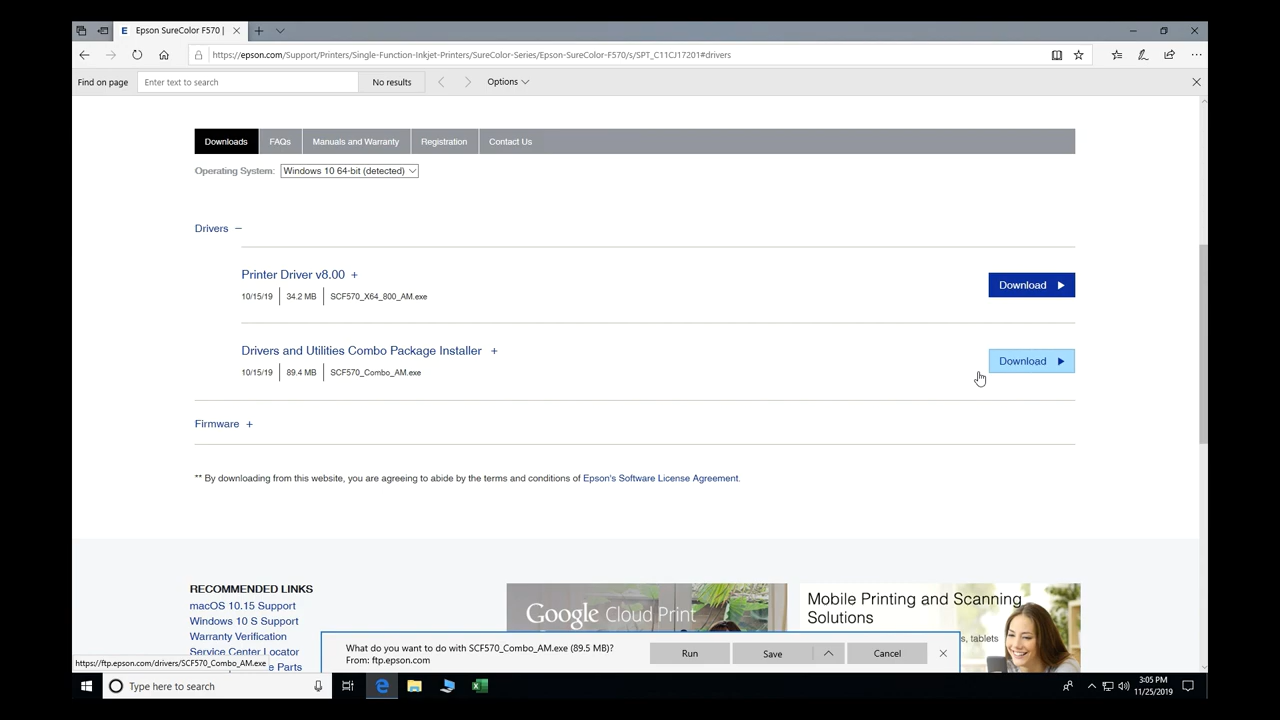 Epson SureColor F570 |
https://epson.com/Support/Printers/Single-Function-Inkjet-Printers/SureColor-Series/Epson-SureColor-F570/s/SPT_C11CJ17201#drivers
Find on page
Enter text to search
No results
Options
Downloads
FAQs
Manuals and Warranty
Registration
Contact Us
Operating System:
Windows 10 64-bit (detected)
Drivers −
Printer Driver v8.00 +
10/15/19 34.2 MB SCF570_X64_800_AM.exe
Download
Drivers and Utilities Combo Package Installer +
10/15/19 89.4 MB SCF570_Combo_AM.exe
Download
Firmware +
** By downloading from this website, you are agreeing to abide by the terms and conditions of Epson's Software License Agreement.
RECOMMENDED LINKS
macOS 10.15 Support
Windows 10 S Support
Warranty Verification
Service Center Locator
e Parts
Google Cloud Print
Mobile Printing and Scanning
Solutions
s, tablets
What do you want to do with SCF570_Combo_AM.exe (89.5 MB)?
From: ftp.epson.com
Run
Save
Cancel
https://ftp.epson.com/drivers/SCF570_Combo_AM.exe
Type here to search
3:05 PM
11/25/2019